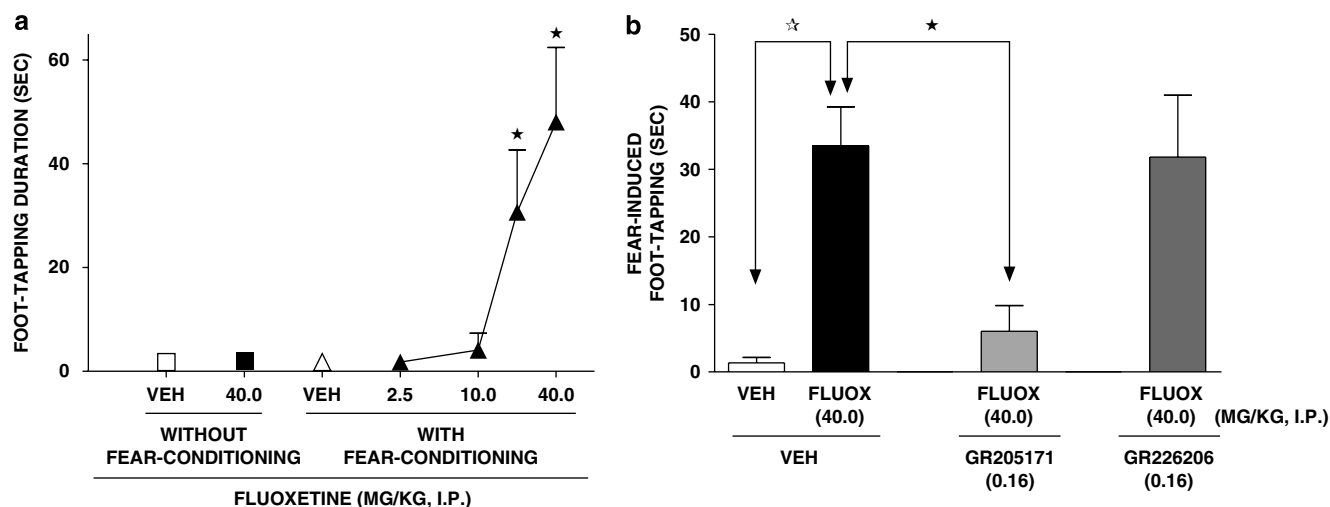 a
FOOT-TAPPING DURATION (SEC)
60
40
20
0
VEH 40.0 VEH 2.5 10.0 40.0
WITHOUT
FEAR-CONDITIONING
WITH
FEAR-CONDITIONING
FLUOXETINE (MG/KG, I.P.)
b
FEAR-INDUCED
FOOT-TAPPING (SEC)
50
40
30
20
10
0
VEH FLUOX FLUOX FLUOX
(40.0) (40.0) (40.0) (MG/KG, I.P.)
VEH GR205171 GR226206
(0.16) (0.16)